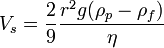 V_s = \frac{2}{9} \frac{r^2 g(\rho_p - \rho_f)}{\eta}